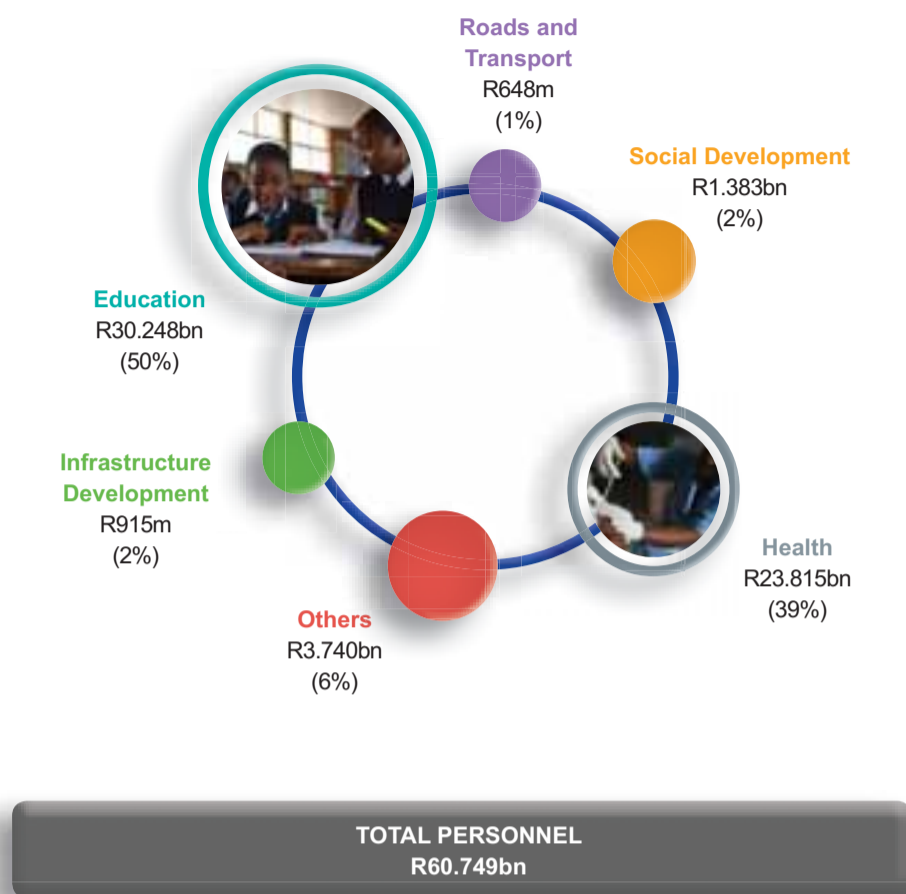 Roads and
Transport
R648m
(1%)
Social Development
R1.383bn
(2%)
Education
R30.248bn
(50%)
Infrastructure
Development
R915m
(2%)
Health
R23.815bn
(39%)
Others
R3.740bn
(6%)
TOTAL PERSONNEL
R60.749bn